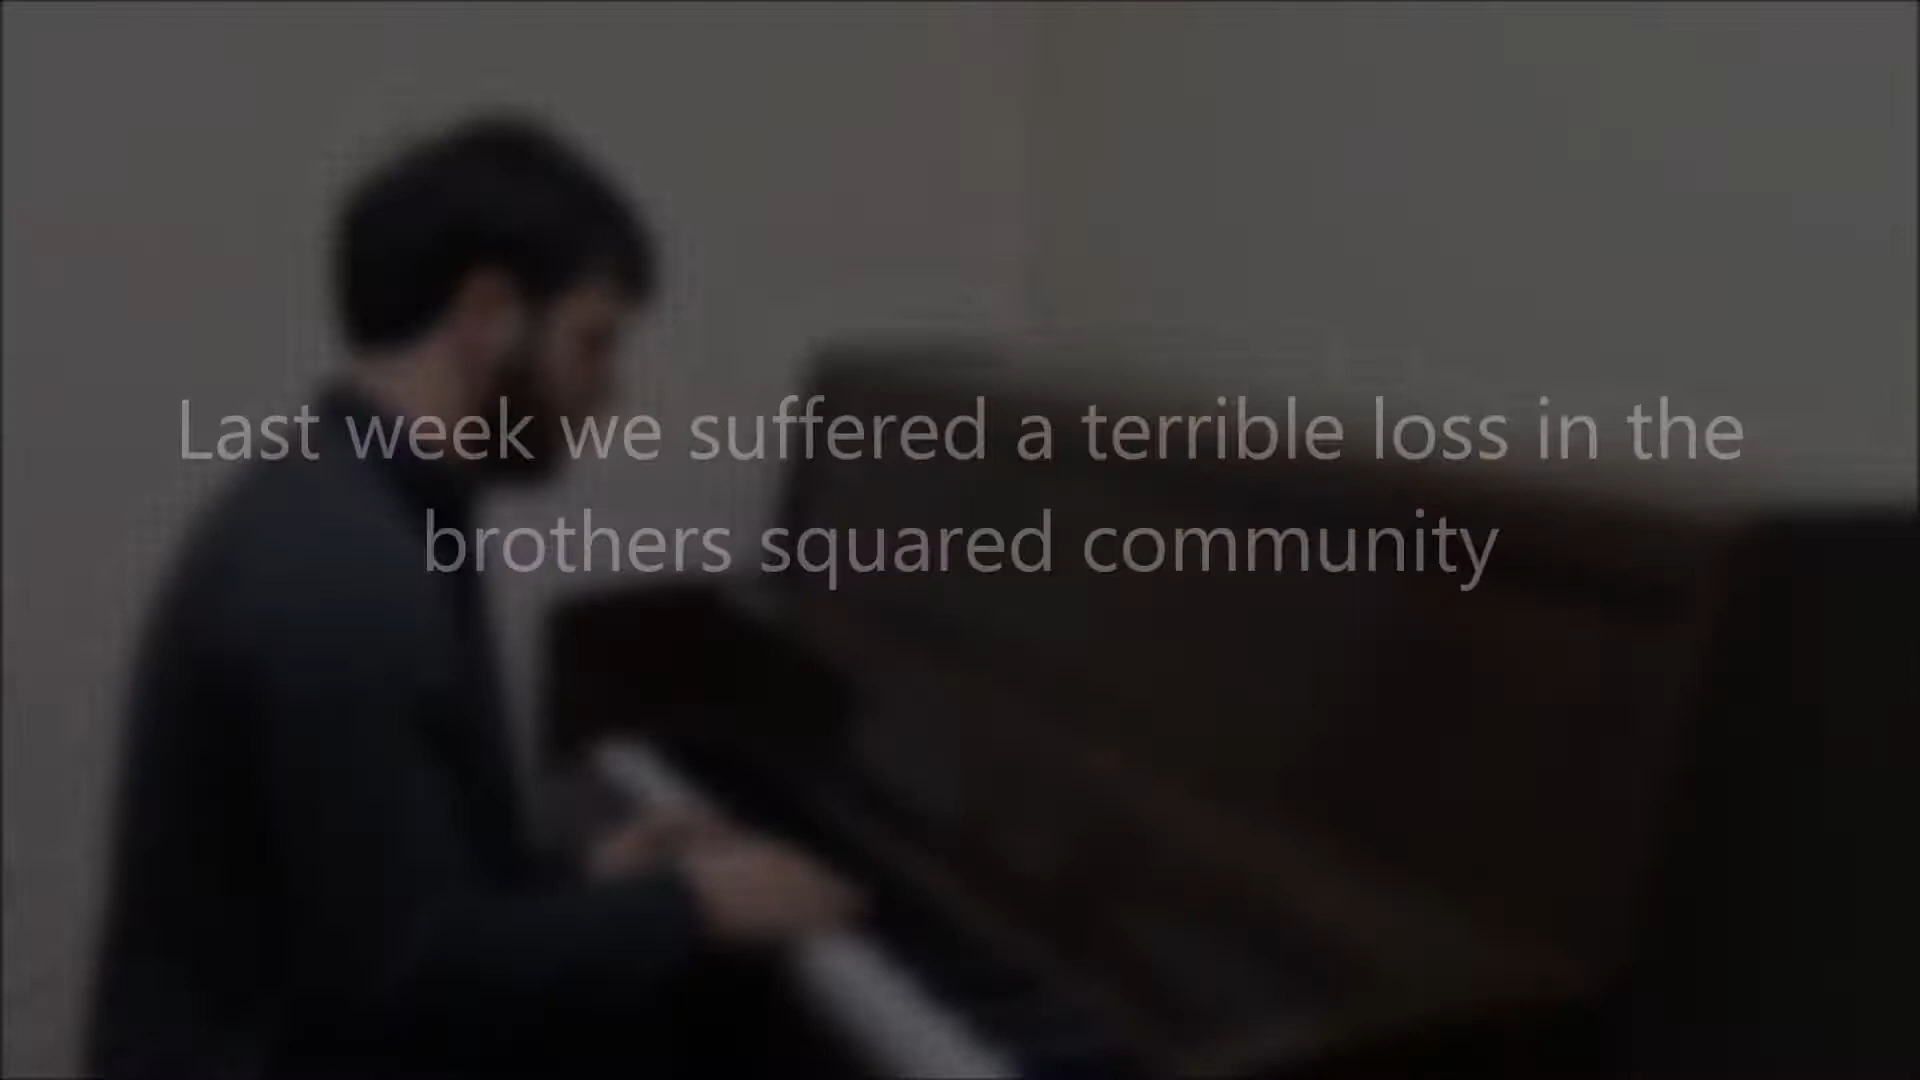 Last week we suffered a terrible loss in the
brothers squared community